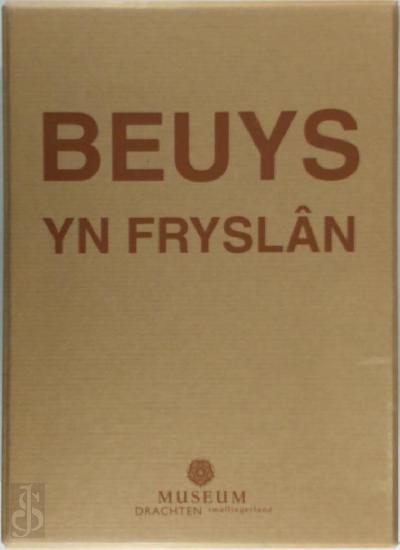 BEUYS
YN FRYSLÂN
MUSEUM
DRACHTEN smallingerland